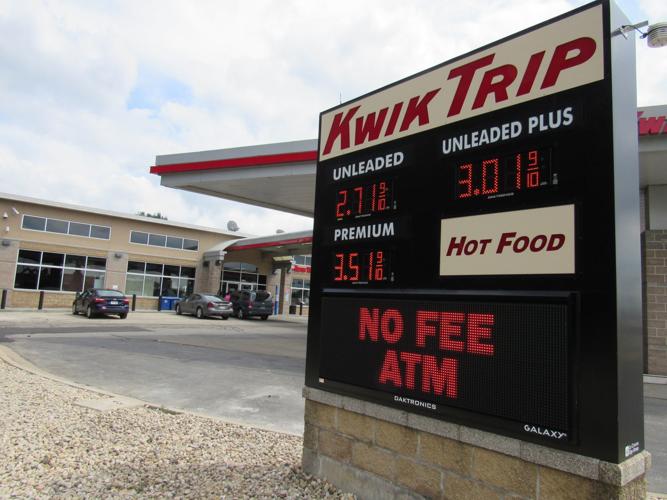 KWIK TRIP
UNLEADED
2.71 9/10
UNLEADED PLUS
3.01 9/10
PREMIUM
3.51 9/10
HOT FOOD
NO FEE
ATM
DAKTRONICS
GALAXY